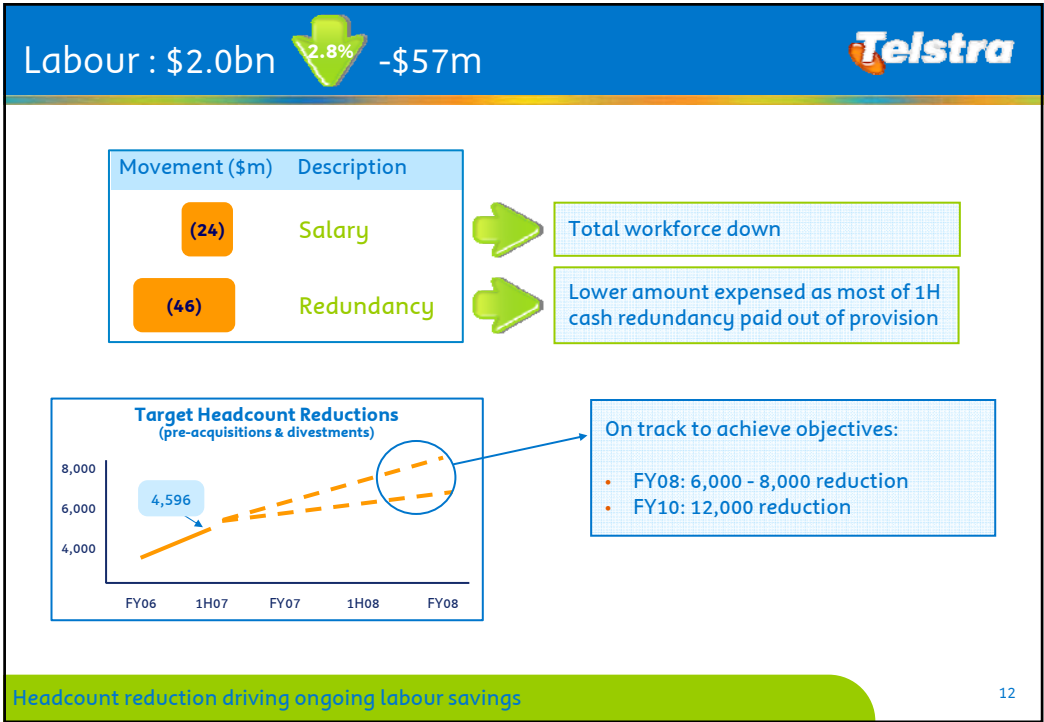 Labour : $2.0bn 2.8% -$57m
Telstra
Movement ($m) Description
(24) Salary
Total workforce down
(46) Redundancy
Lower amount expensed as most of 1H
cash redundancy paid out of provision
Target Headcount Reductions
(pre-acquisitions & divestments)
8,000
6,000
4,000
4,596
FY06 1H07 FY07 1H08 FY08
On track to achieve objectives:
• FY08: 6,000 - 8,000 reduction
• FY10: 12,000 reduction
Headcount reduction driving ongoing labour savings
12